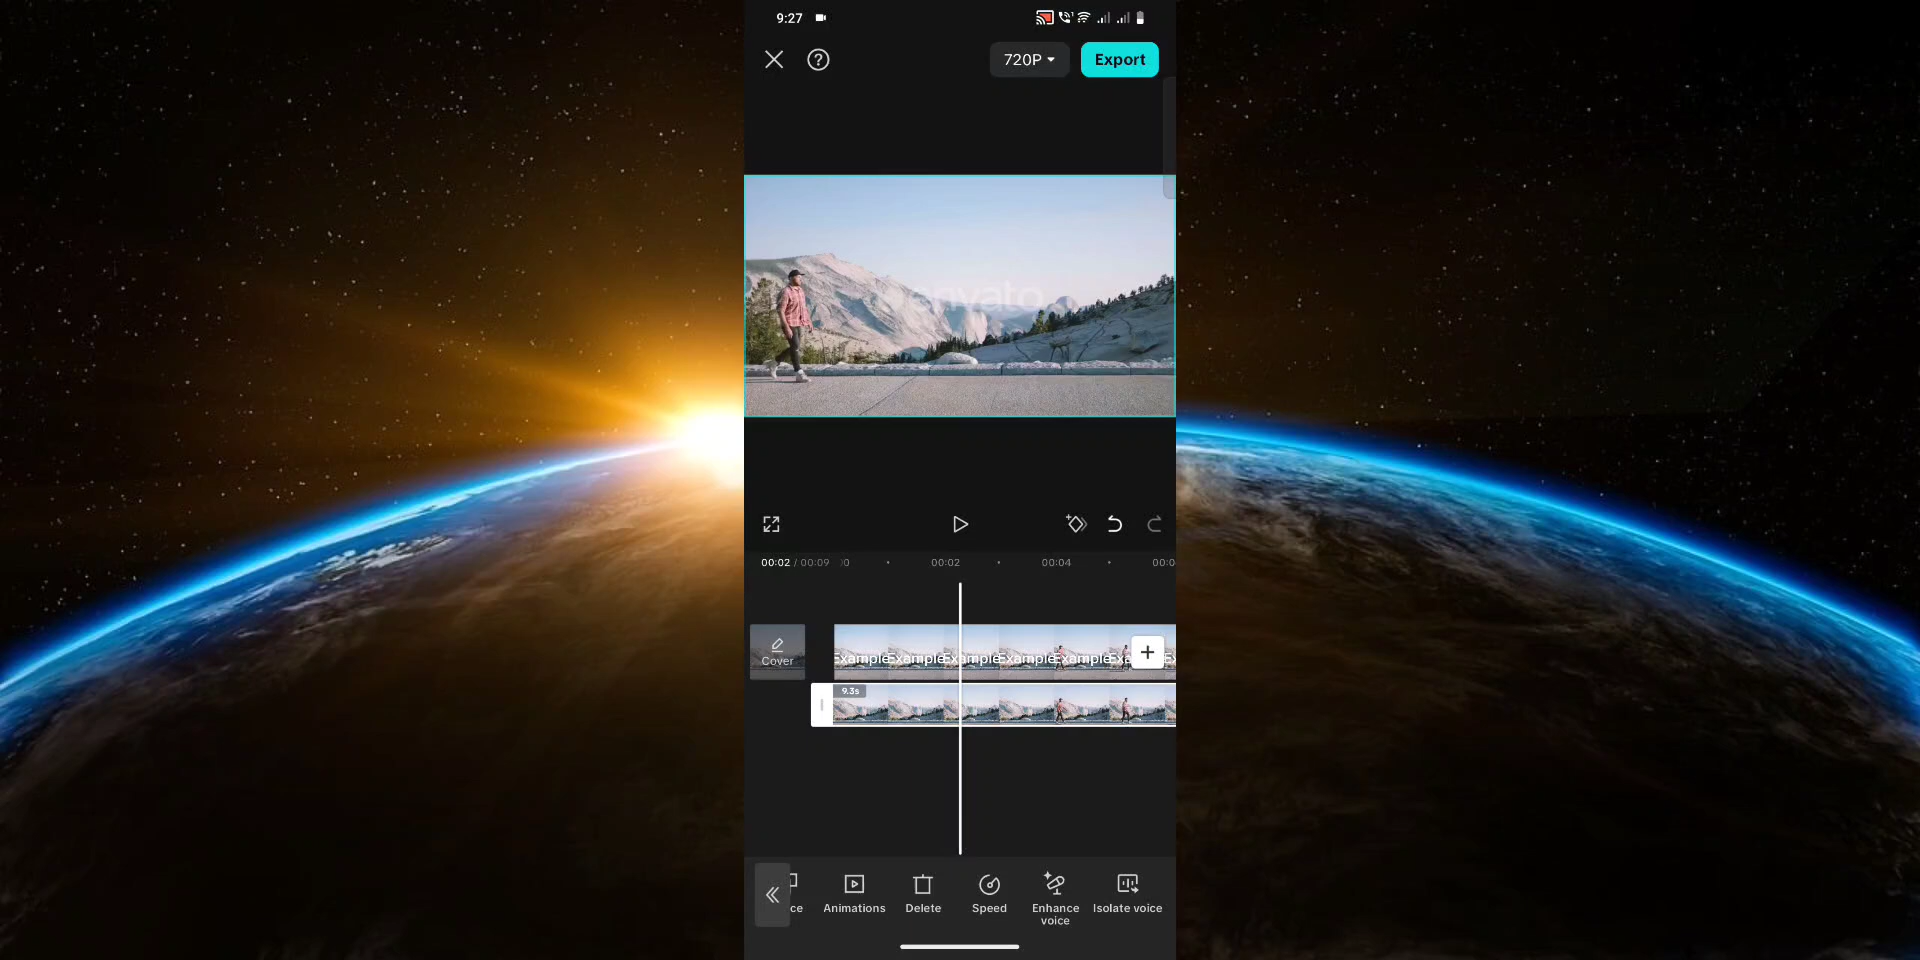 9:27
720P
Export
envato
00:02 / 00:09
00:02
00:04
Cover
Example Example Example Example Example
9.3s
Animations
Delete
Speed
Enhance voice
Isolate voice